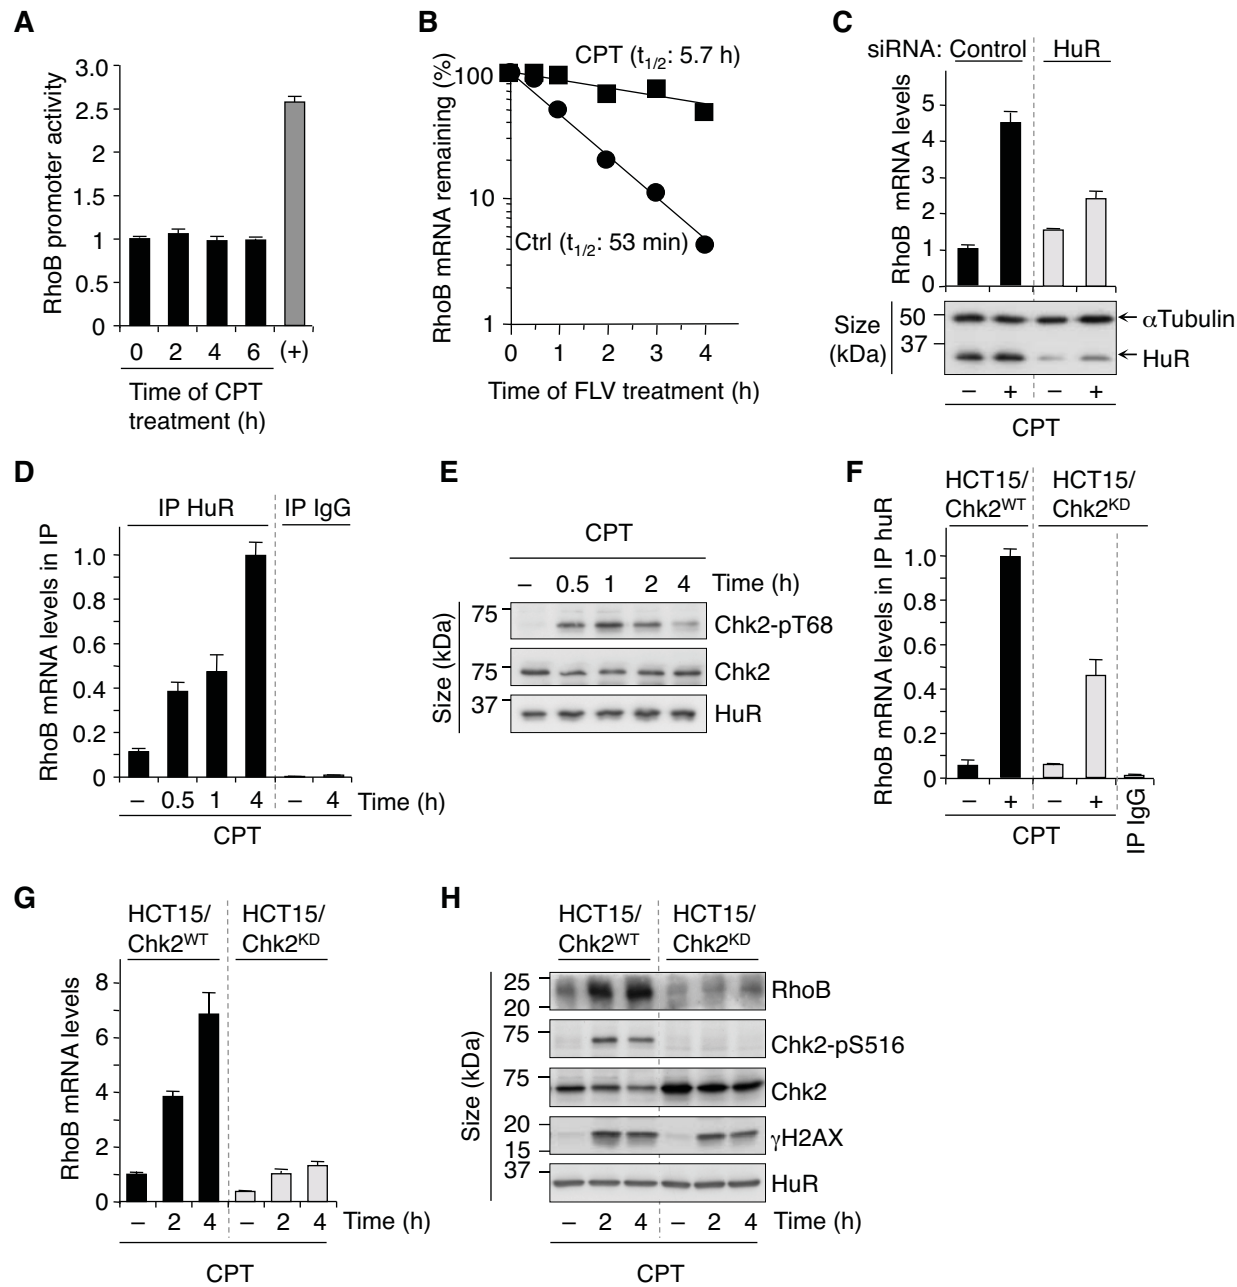 A
RhoB promoter activity
3.0
2.5
2
1.5
1
0.5
0
0 2 4 6 (+)
Time of CPT
treatment (h)
B
RhoB mRNA remaining (%)
CPT (t1/2: 5.7 h)
100
10
1
Ctrl (t1/2: 53 min)
0 1 2 3 4
Time of FLV treatment (h)
C
siRNA: Control HuR
RhoB mRNA levels
5
4
3
2
1
0
Size
(kDa)
50
37
αTubulin
HuR
– + – +
CPT
D
IP HuR IP IgG
RhoB mRNA levels in IP
1.0
0.8
0.6
0.4
0.2
0
– 0.5 1 4 – 4 Time (h)
CPT
E
CPT
– 0.5 1 2 4 Time (h)
Size (kDa)
75 Chk2-pT68
75 Chk2
37 HuR
F
HCT15/ HCT15/
Chk2WT Chk2KD
RhoB mRNA levels in IP huR
1.0
0.8
0.6
0.4
0.2
0
– + – + IP IgG
CPT
G
HCT15/ HCT15/
Chk2WT Chk2KD
RhoB mRNA levels
8
6
4
2
0
– 2 4 – 2 4 Time (h)
CPT
H
HCT15/ HCT15/
Chk2WT Chk2KD
Size (kDa)
25
20
RhoB
75
Chk2-pS516
75
Chk2
20
15
γH2AX
37
HuR
– 2 4 – 2 4 Time (h)
CPT